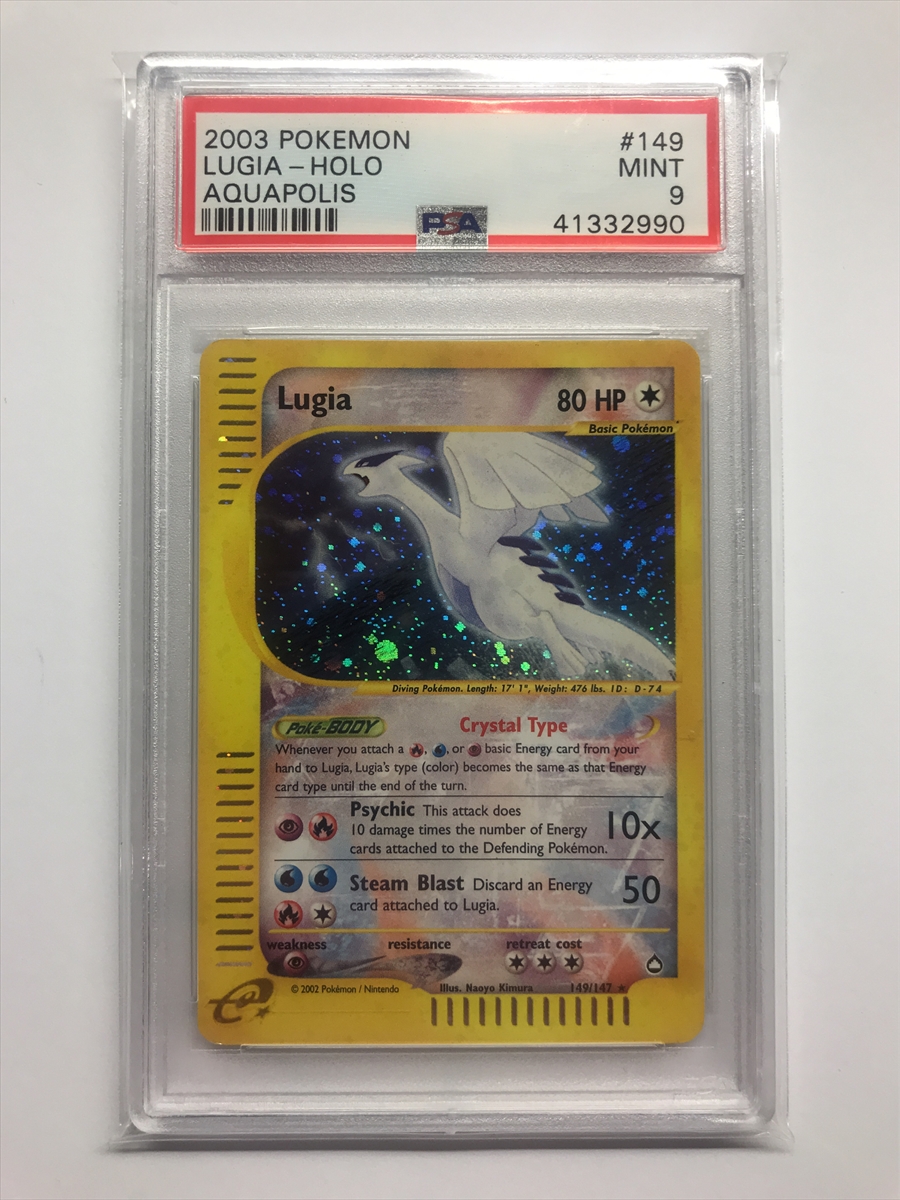 2003 POKEMON #149
LUGIA – HOLO MINT
AQUAPOLIS 9
PSA 41332990
Lugia 80 HP
Basic Pokémon
Diving Pokémon. Length: 17' 1", Weight: 476 lbs. ID: D-74
Poké-BODY Crystal Type
Whenever you attach a , , or basic Energy card from your
hand to Lugia, Lugia's type (color) becomes the same as that Energy
card type until the end of the turn.
Psychic This attack does
10 damage times the number of Energy 10x
cards attached to the Defending Pokémon.
Steam Blast Discard an Energy 50
card attached to Lugia.
weakness resistance retreat cost
© 2002 Pokémon / Nintendo Illus. Naoyo Kimura 149/147 ★
e